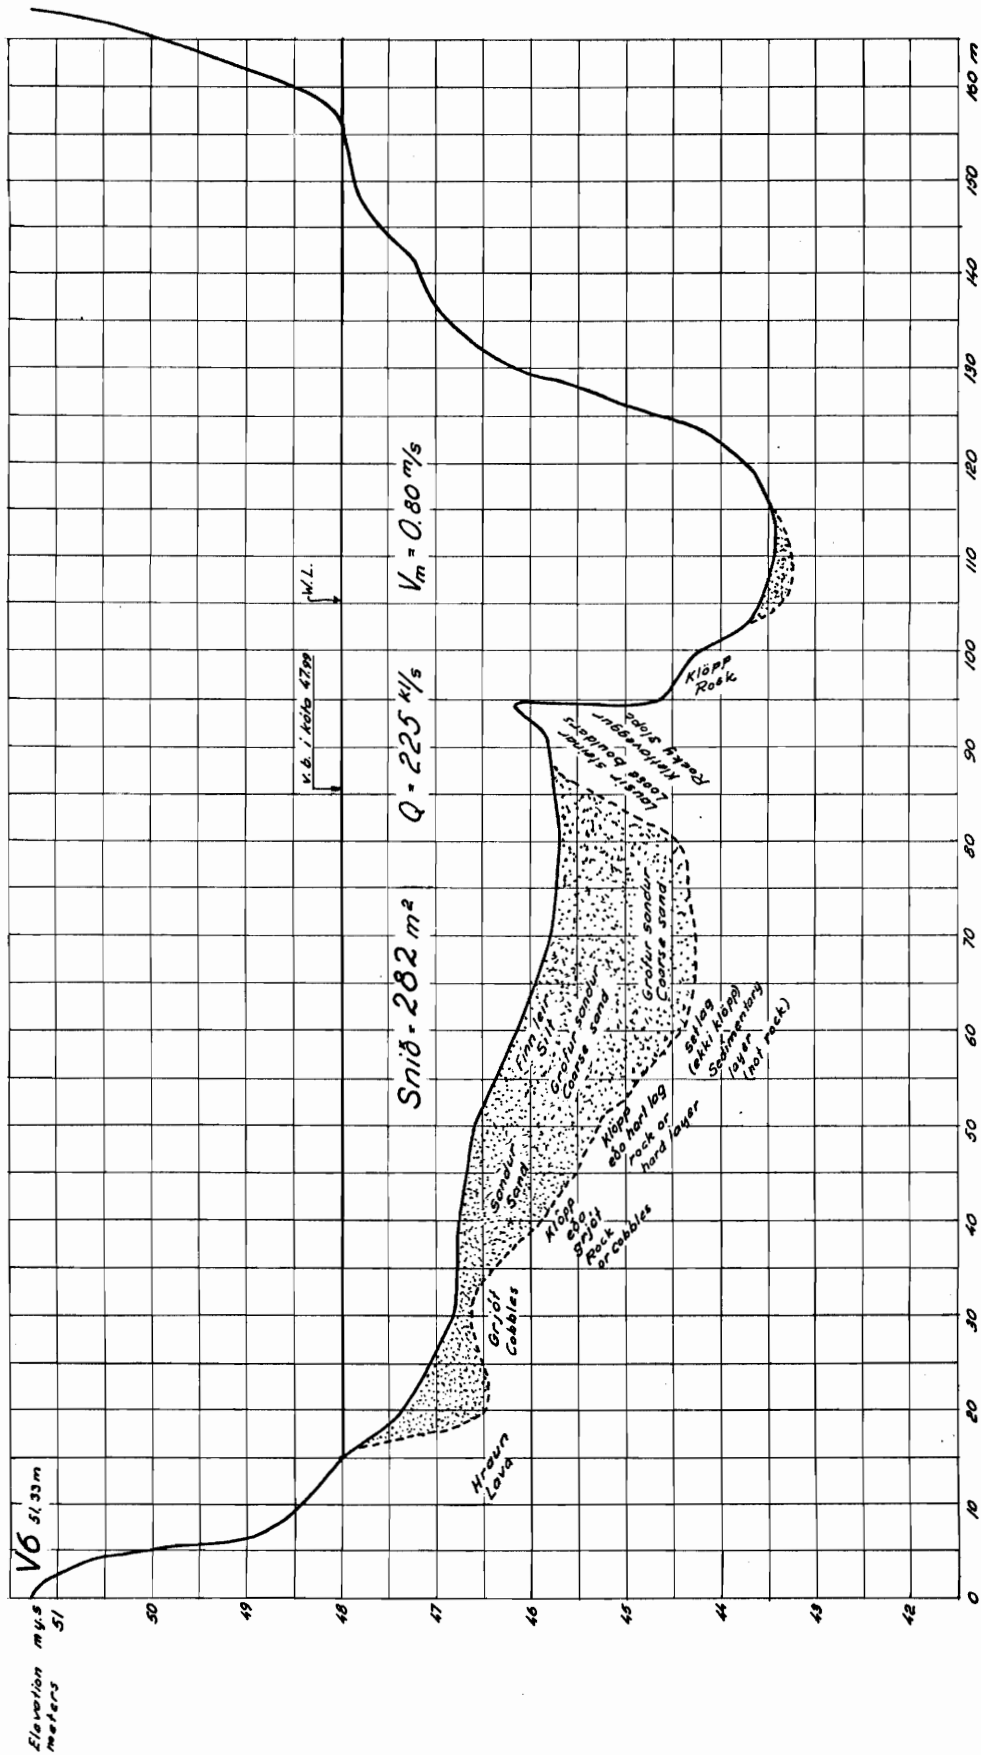 Elevation m y.s
meters
V6 51,33 m
51
50
49
48
47
46
45
44
43
42
0
10
20
30
40
50
60
70
80
90
100
110
120
130
140
150
160 m
v.b. í kóta 47.99
W.L.
Snið = 282 m² Q = 225 kl/s Vm = 0.80 m/s
Hraun
Lava
Grjót
Cobbles
Sandur
Sand
Klöpp
eða
grjót
Rock
or cobbles
Finn leir
Silt
Grófur sandur
Coarse sand
Klöpp
eða hart lag
rock or
hard layer
Grófur sandur
Coarse sand
Setlag
(ekki klöpp)
Sedimentary
layer
(not rock)
Lausir steinar
Loose bouldars
Klettaveggur
Rocky slope
Klöpp
Rock